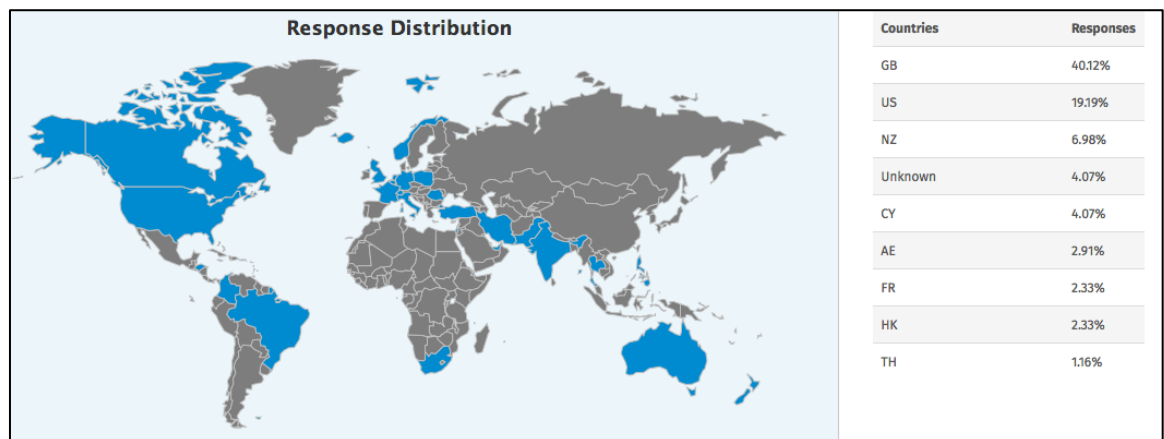 Response Distribution
Countries Responses
GB 40.12%
US 19.19%
NZ 6.98%
Unknown 4.07%
CY 4.07%
AE 2.91%
FR 2.33%
HK 2.33%
TH 1.16%